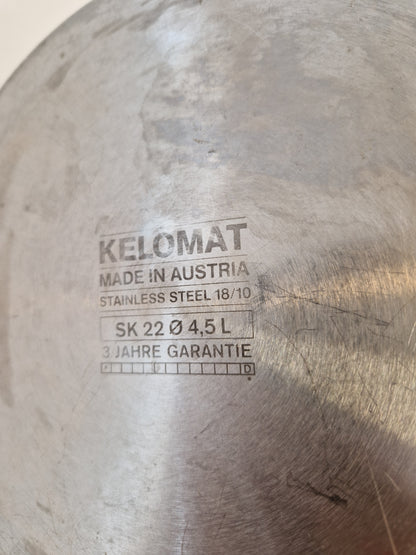 KELOMAT
MADE IN AUSTRIA
STAINLESS STEEL 18/10
SK 22 Ø 4,5 L
3 JAHRE GARANTIE